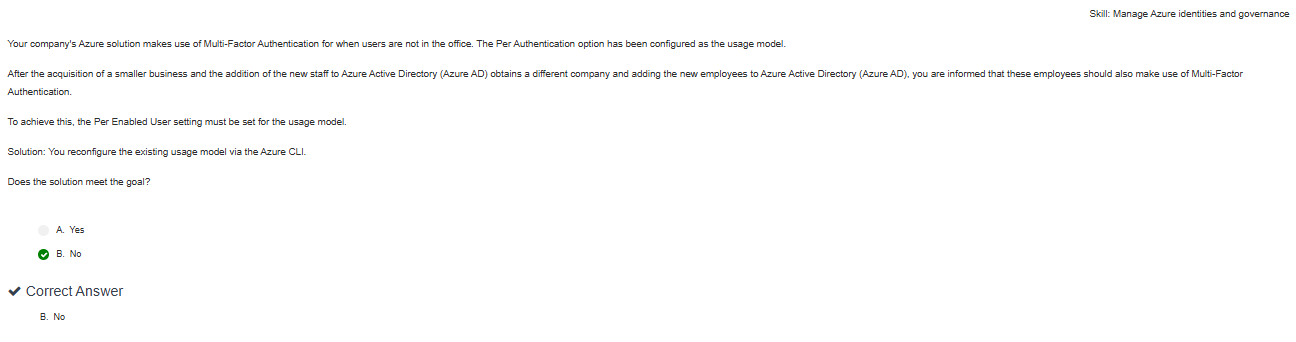 Skill: Manage Azure identities and governance
Your company's Azure solution makes use of Multi-Factor Authentication for when users are not in the office. The Per Authentication option has been configured as the usage model.
After the acquisition of a smaller business and the addition of the new staff to Azure Active Directory (Azure AD) obtains a different company and adding the new employees to Azure Active Directory (Azure AD), you are informed that these employees should also make use of Multi-Factor
Authentication.
To achieve this, the Per Enabled User setting must be set for the usage model.
Solution: You reconfigure the existing usage model via the Azure CLI.
Does the solution meet the goal?
A. Yes
B. No
Correct Answer
B. No